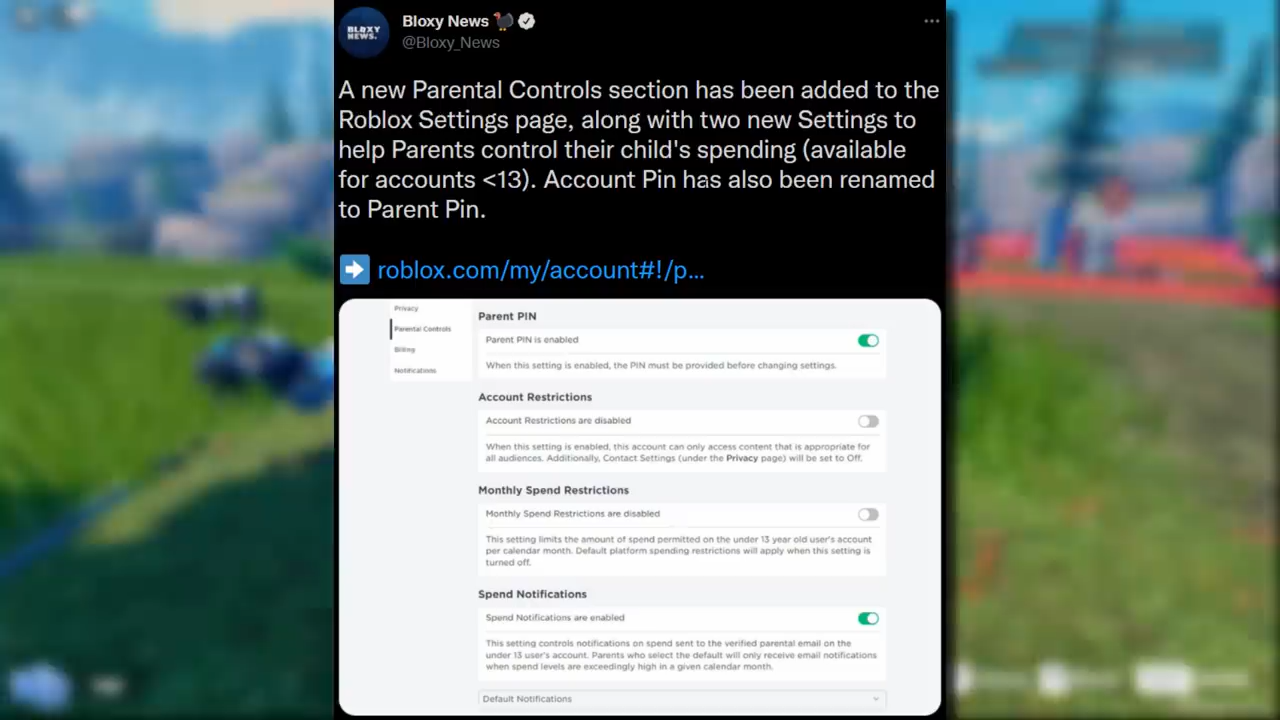 BLOXY
NEWS.
Bloxy News 🦃
@Bloxy_News
A new Parental Controls section has been added to the
Roblox Settings page, along with two new Settings to
help Parents control their child's spending (available
for accounts <13). Account Pin has also been renamed
to Parent Pin.
➡️ roblox.com/my/account#!/p...
Privacy
Parental Controls
Billing
Notifications
Parent PIN
Parent PIN is enabled
When this setting is enabled, the PIN must be provided before changing settings.
Account Restrictions
Account Restrictions are disabled
When this setting is enabled, this account can only access content that is appropriate for
all audiences. Additionally, Contact Settings (under the Privacy page) will be set to Off.
Monthly Spend Restrictions
Monthly Spend Restrictions are disabled
This setting limits the amount of spend permitted on the under 13 year old user's account
per calendar month. Default platform spending restrictions will apply when this setting is
turned off.
Spend Notifications
Spend Notifications are enabled
This setting controls notifications on spend sent to the verified parental email on the
under 13 user's account. Parents who select the default will only receive email notifications
when spend levels are exceedingly high in a given calendar month.
Default Notifications